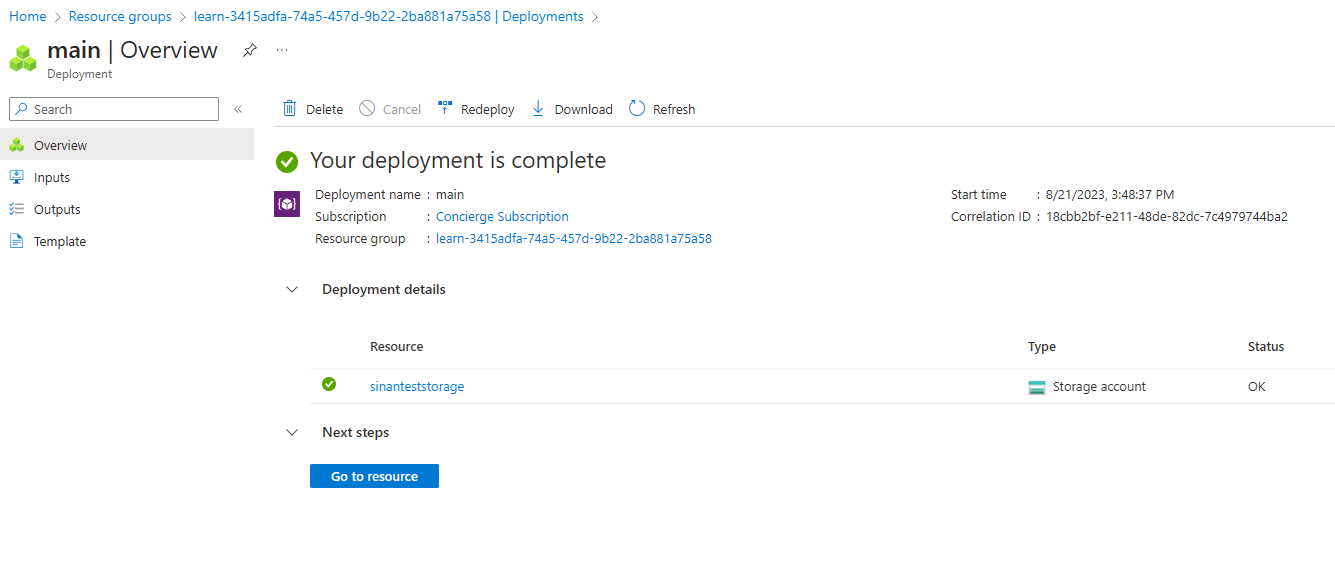 Home > Resource groups > learn-3415adfa-74a5-457d-9b22-2ba881a75a58 | Deployments >
main | Overview
Deployment
Search
Overview
Inputs
Outputs
Template
Delete Cancel Redeploy Download Refresh
Your deployment is complete
Deployment name : main
Subscription : Concierge Subscription
Resource group : learn-3415adfa-74a5-457d-9b22-2ba881a75a58
Start time : 8/21/2023, 3:48:37 PM
Correlation ID : 18cbb2bf-e211-48de-82dc-7c4979744ba2
Deployment details
Resource Type Status
sinanteststorage Storage account OK
Next steps
Go to resource